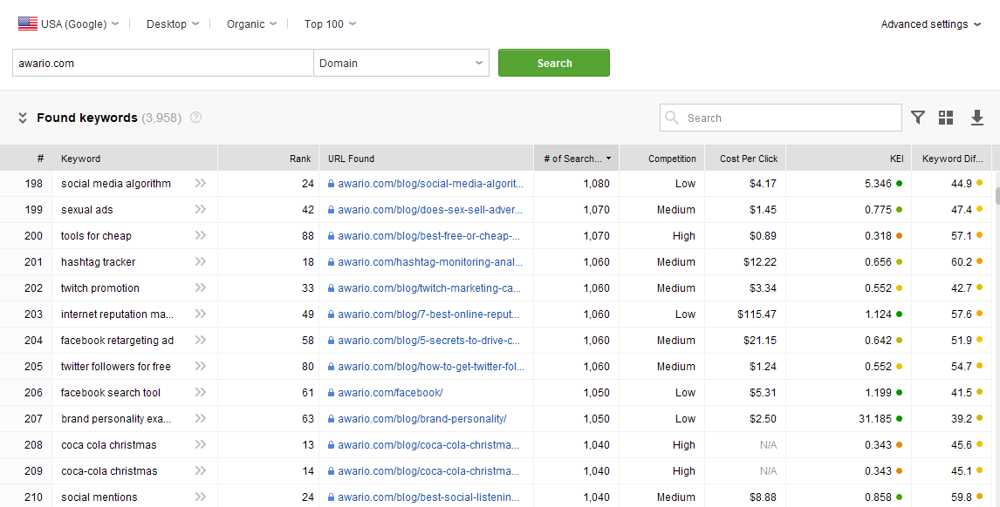 USA (Google) Desktop Organic Top 100 Advanced settings
awario.com Domain Search
Found keywords (3,958) ? Search
# Keyword Rank URL Found # of Search... Competition Cost Per Click KEI Keyword Dif...
198 social media algorithm 24 awario.com/blog/social-media-algorit... 1,080 Low $4.17 5.346 44.9
199 sexual ads 42 awario.com/blog/does-sex-sell-adver... 1,070 Medium $1.45 0.775 47.4
200 tools for cheap 88 awario.com/blog/best-free-or-cheap-... 1,070 High $0.89 0.318 57.1
201 hashtag tracker 18 awario.com/hashtag-monitoring-anal... 1,060 Medium $12.22 0.656 60.2
202 twitch promotion 33 awario.com/blog/twitch-marketing-ca... 1,060 Medium $3.34 0.552 42.7
203 internet reputation ma... 49 awario.com/blog/7-best-online-reput... 1,060 Low $115.47 1.124 57.6
204 facebook retargeting ad 58 awario.com/blog/5-secrets-to-drive-c... 1,060 Medium $21.15 0.642 51.9
205 twitter followers for free 80 awario.com/blog/how-to-get-twitter-fol... 1,060 Medium $1.24 0.552 54.7
206 facebook search tool 61 awario.com/facebook/ 1,050 Low $5.31 1.199 41.5
207 brand personality exa... 63 awario.com/blog/brand-personality/ 1,050 Low $2.50 31.185 39.2
208 coca cola christmas 13 awario.com/blog/coca-cola-christma... 1,040 High N/A 0.343 45.6
209 coca-cola christmas 14 awario.com/blog/coca-cola-christma... 1,040 High N/A 0.343 45.1
210 social mentions 24 awario.com/blog/best-social-listenin... 1,040 Medium $8.88 0.858 59.8